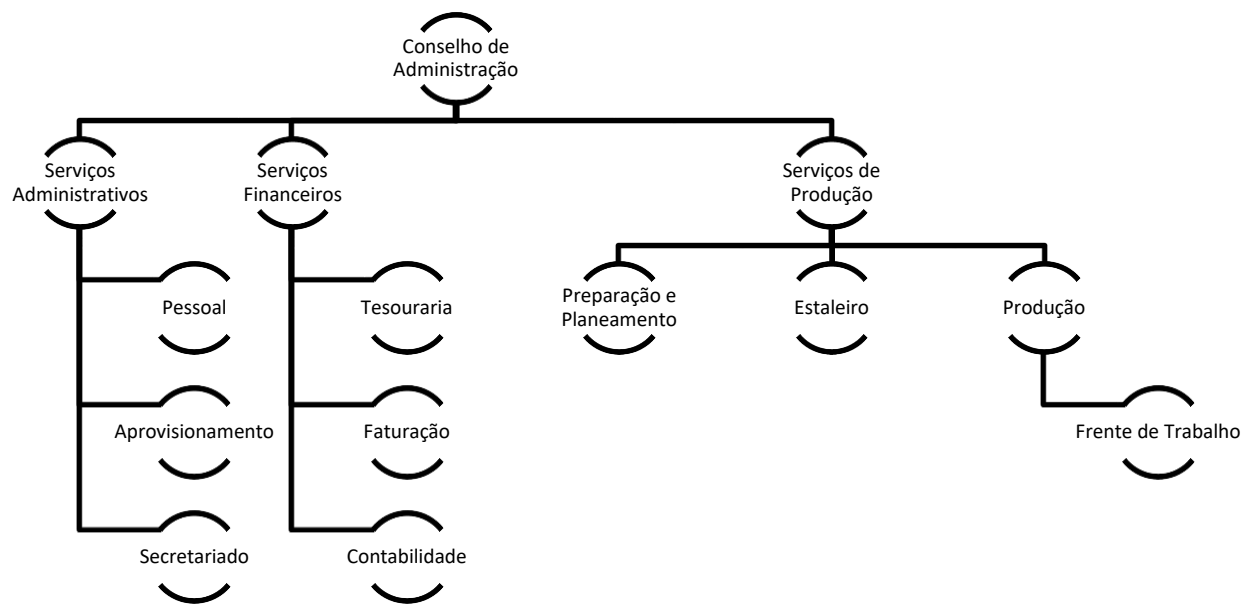 Conselho de
Administração
Serviços
Administrativos
Serviços
Financeiros
Serviços de
Produção
Pessoal
Tesouraria
Preparação e
Planeamento
Estaleiro
Produção
Aprovisionamento
Faturação
Frente de Trabalho
Secretariado
Contabilidade